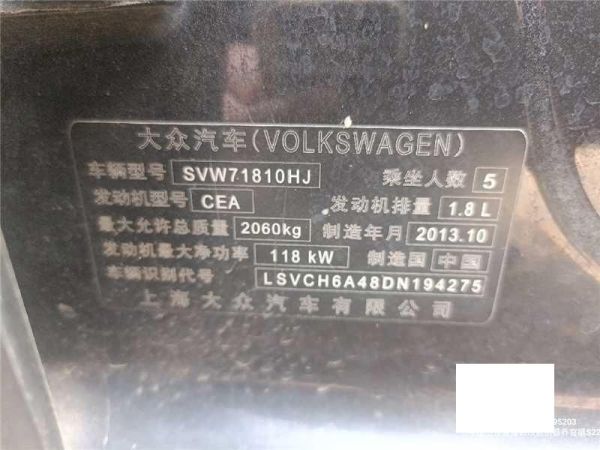 大众汽车(VOLKSWAGEN)
车辆型号 SVW71810HJ 乘坐人数 5
发动机型号 CEA 发动机排量 1.8 L
最大允许总质量 2060kg 制造年月 2013.10
发动机最大净功率 118 kW 制造国 中国
车辆识别代号 LSVCH6A48DN194275
上海大众汽车有限公司
95203